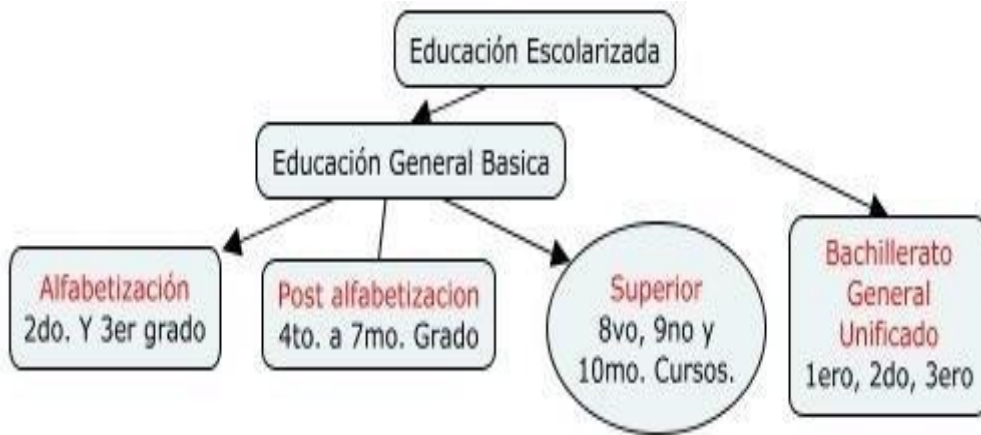 Educación Escolarizada
Educación General Basica
Alfabetización
2do. Y 3er grado
Post alfabetizacion
4to. a 7mo. Grado
Superior
8vo, 9no y
10mo. Cursos.
Bachillerato
General
Unificado
1ero, 2do, 3ero